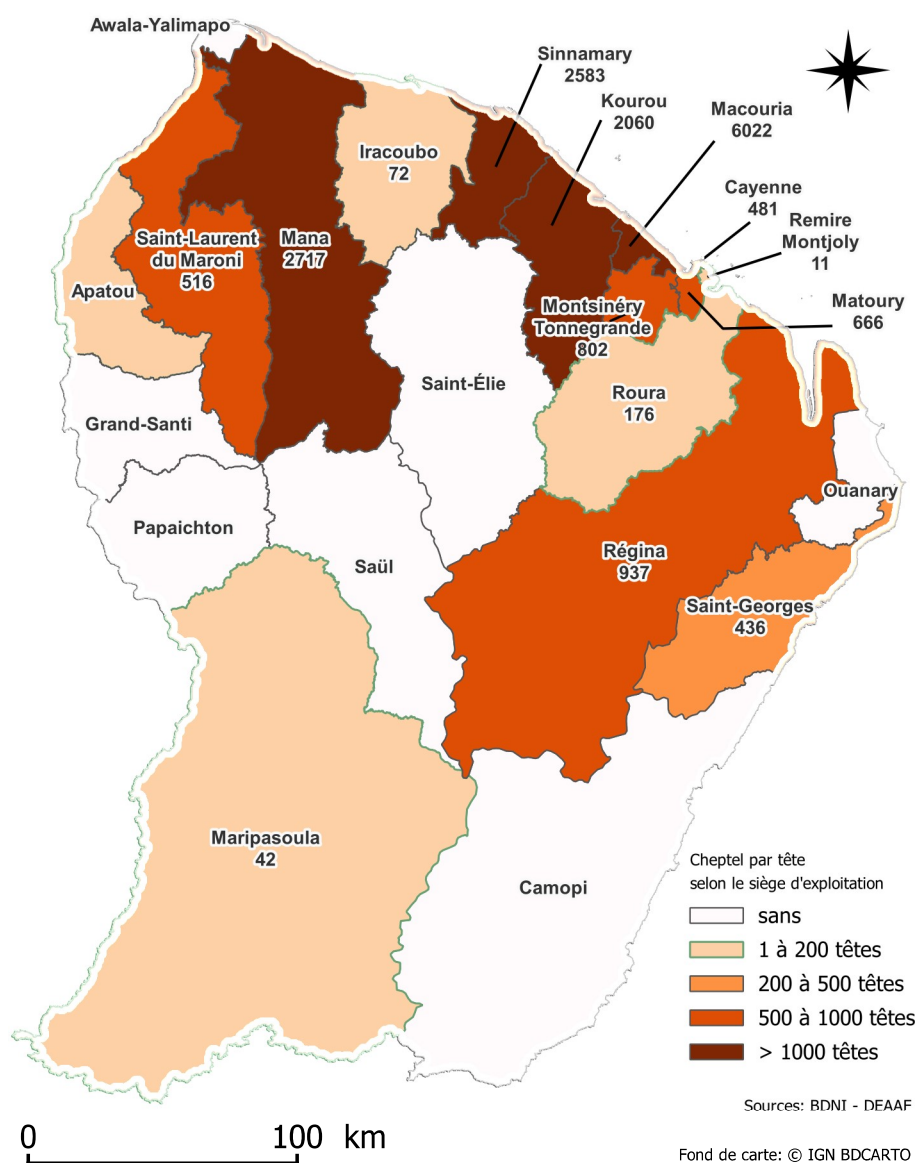 Awala-Yalimapo
Sinnamary
2583
Kourou
2060
Macouria
6022
Cayenne
481
Remire
Montjoly
11
Matoury
666
Iracoubo
72
Saint-Laurent
du Maroni
516
Mana
2717
Apatou
Montsinéry
Tonnegrande
802
Saint-Élie
Roura
176
Grand-Santi
Ouanary
Papaichton
Saül
Régina
937
Saint-Georges
436
Maripasoula
42
Camopi
Cheptel par tête
selon le siège d'exploitation
sans
1 à 200 têtes
200 à 500 têtes
500 à 1000 têtes
> 1000 têtes
Sources: BDNI - DEAAF
0 100 km
Fond de carte: © IGN BDCARTO